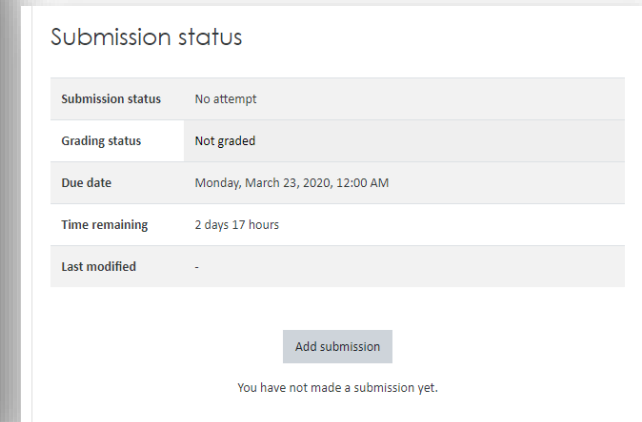 Submission status
Submission status No attempt
Grading status Not graded
Due date Monday, March 23, 2020, 12:00 AM
Time remaining 2 days 17 hours
Last modified -
Add submission
You have not made a submission yet.